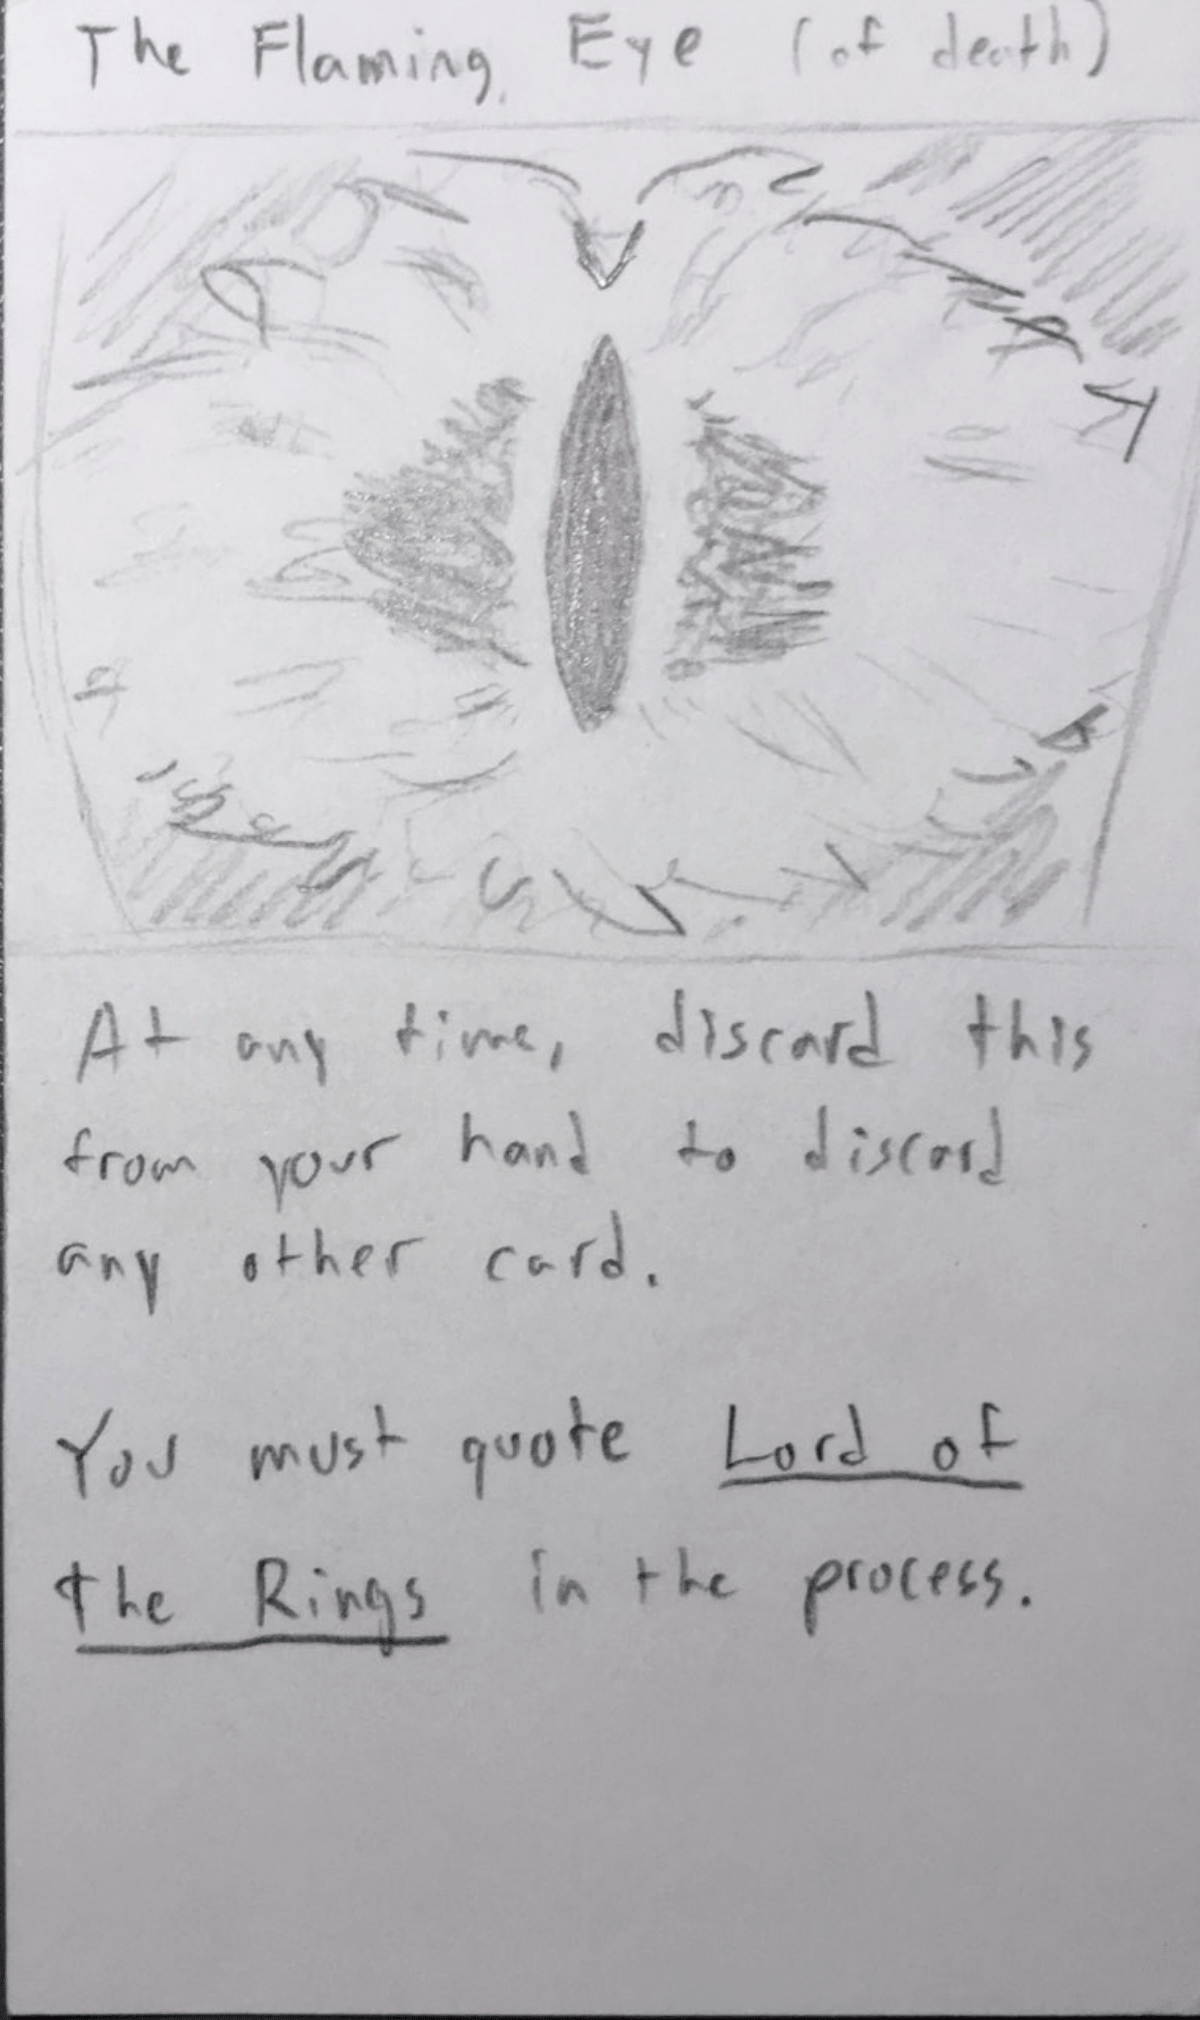 The Flaming Eye (of death)
At any time, discard this
from your hand to discard
any other card.
You must quote Lord of
the Rings in the process.